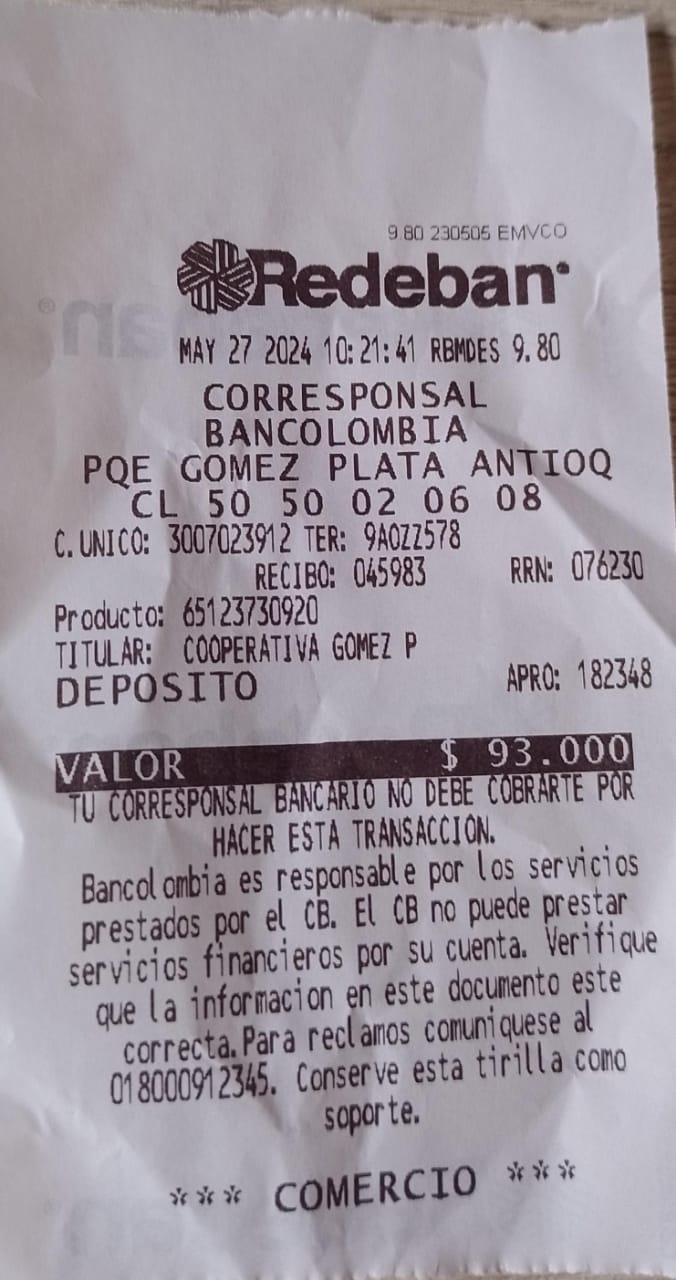 9.80 230505 EMVCO
Redeban
MAY 27 2024 10:21:41 RBMDES 9.80
CORRESPONSAL
BANCOLOMBIA
PQE GOMEZ PLATA ANTIOQ
CL 50 50 02 06 08
C. UNICO: 3007023912 TER: 9AOZZ578
RECIBO: 045983 RRN: 076230
Producto: 65123730920
TITULAR: COOPERATIVA GOMEZ P
DEPOSITO APRO: 182348
VALOR $ 93.000
TU CORRESPONSAL BANCARIO NO DEBE COBRARTE POR
HACER ESTA TRANSACCION.
Bancolombia es responsable por los servicios
prestados por el CB. El CB no puede prestar
servicios financieros por su cuenta. Verifique
que la informacion en este documento este
correcta.Para reclamos comuniquese al
018000912345. Conserve esta tirilla como
soporte.
*** COMERCIO ***